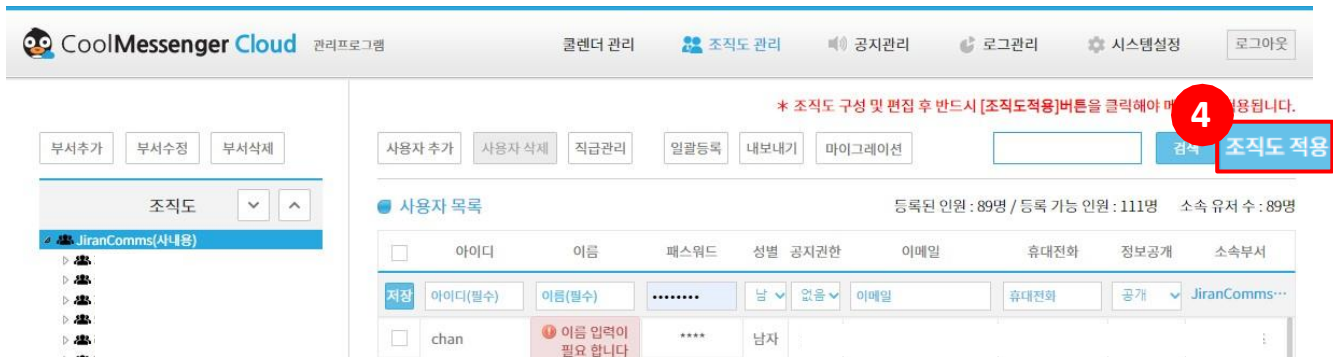 CoolMessenger Cloud 관리프로그램 쿨렌더 관리 조직도 관리 공지관리 로그관리 시스템설정 로그아웃
* 조직도 구성 및 편집 후 반드시 [조직도적용]버튼을 클릭해야 용됩니다.
4
부서추가 부서수정 부서삭제 사용자 추가 사용자 삭제 직급관리 일괄등록 내보내기 마이그레이션 검색 조직도 적용
조직도 사용자 목록 등록된 인원 : 89명 / 등록 가능 인원 : 111명 소속 유저 수 : 89명
JiranComms(사내용)
아이디 이름 패스워드 성별 공지권한 이메일 휴대전화 정보공개 소속부서
저장 아이디(필수) 이름(필수) •••••••• 남 없음 이메일 휴대전화 공개 JiranComms···
chan 이름 입력이 **** 남자
필요 합니다